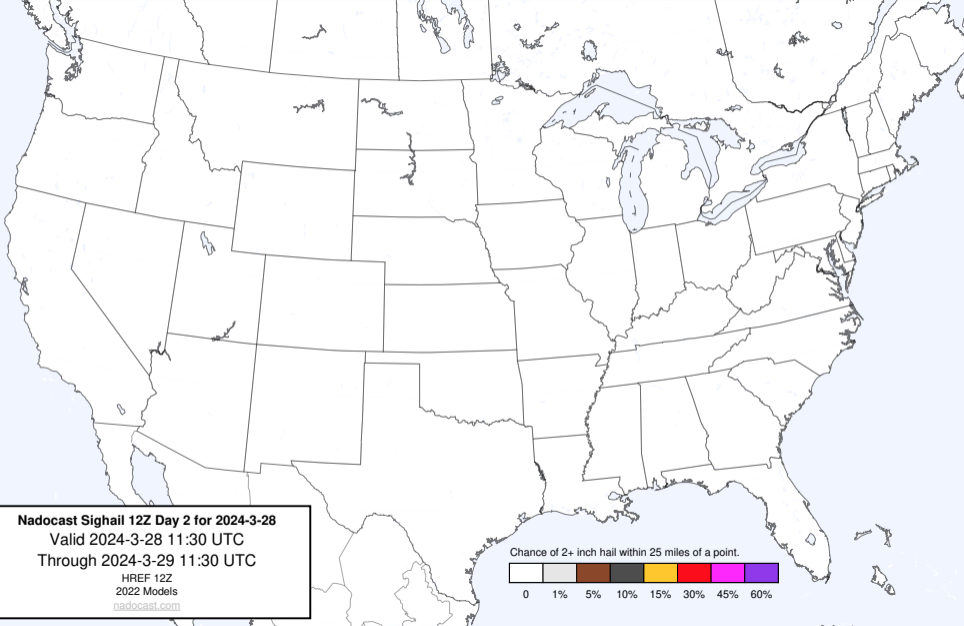 Nadocast Sighail 12Z Day 2 for 2024-3-28
Valid 2024-3-28 11:30 UTC
Through 2024-3-29 11:30 UTC
HREF 12Z
2022 Models
nadocast.com
Chance of 2+ inch hail within 25 miles of a point.
0 1% 5% 10% 15% 30% 45% 60%